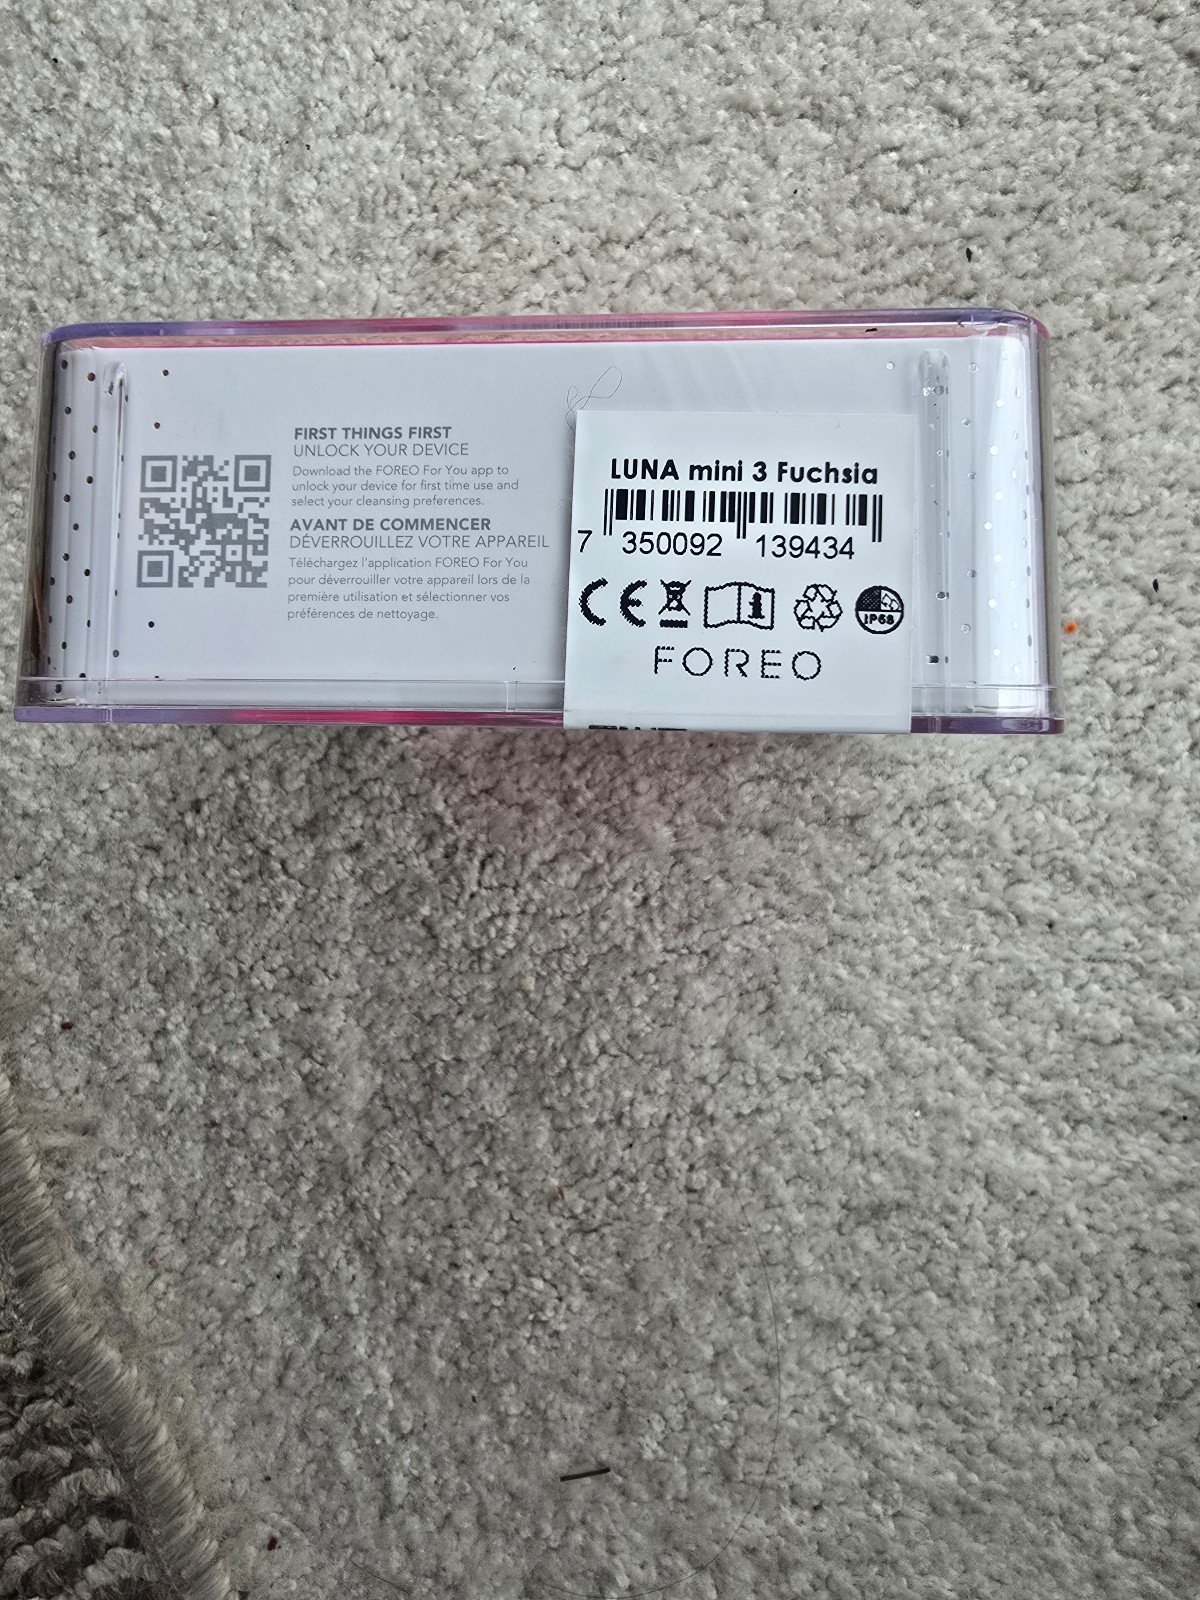 FIRST THINGS FIRST
UNLOCK YOUR DEVICE
Download the FOREO For You app to
unlock your device for first time use and
select your cleansing preferences.
AVANT DE COMMENCER
DÉVERROUILLEZ VOTRE APPAREIL
Téléchargez l'application FOREO For You
pour déverrouiller votre appareil lors de la
première utilisation et sélectionner vos
préférences de nettoyage.
LUNA mini 3 Fuchsia
7 350092 139434
CE
IP68
FOREO